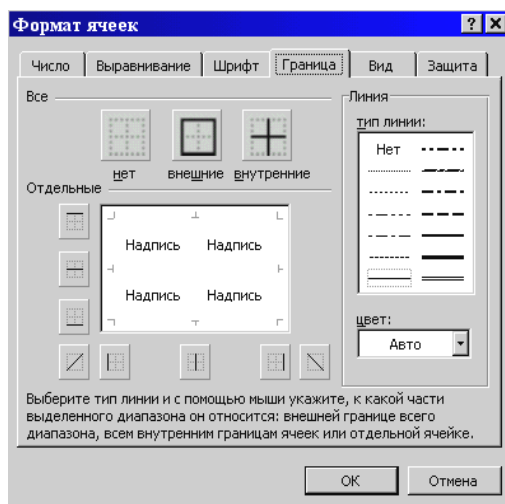 Формат ячеек
Число Выравнивание Шрифт Граница Вид Защита
Все
нет внешние внутренние
Отдельные
Надпись Надпись
Надпись Надпись
Линия
тип линии:
Нет
цвет:
Авто
Выберите тип линии и с помощью мыши укажите, к какой части
выделенного диапазона он относится: внешней границе всего
диапазона, всем внутренним границам ячеек или отдельной ячейке.
ОК Отмена